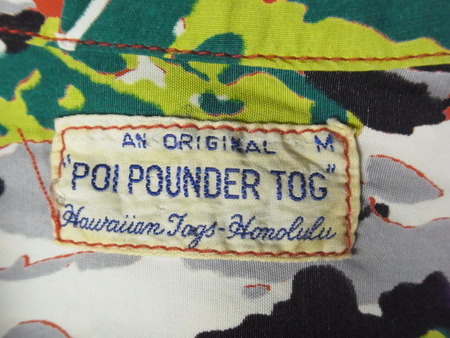 AN ORIGINAL M
"POI POUNDER TOG"
Hawaiian Togs-Honolulu